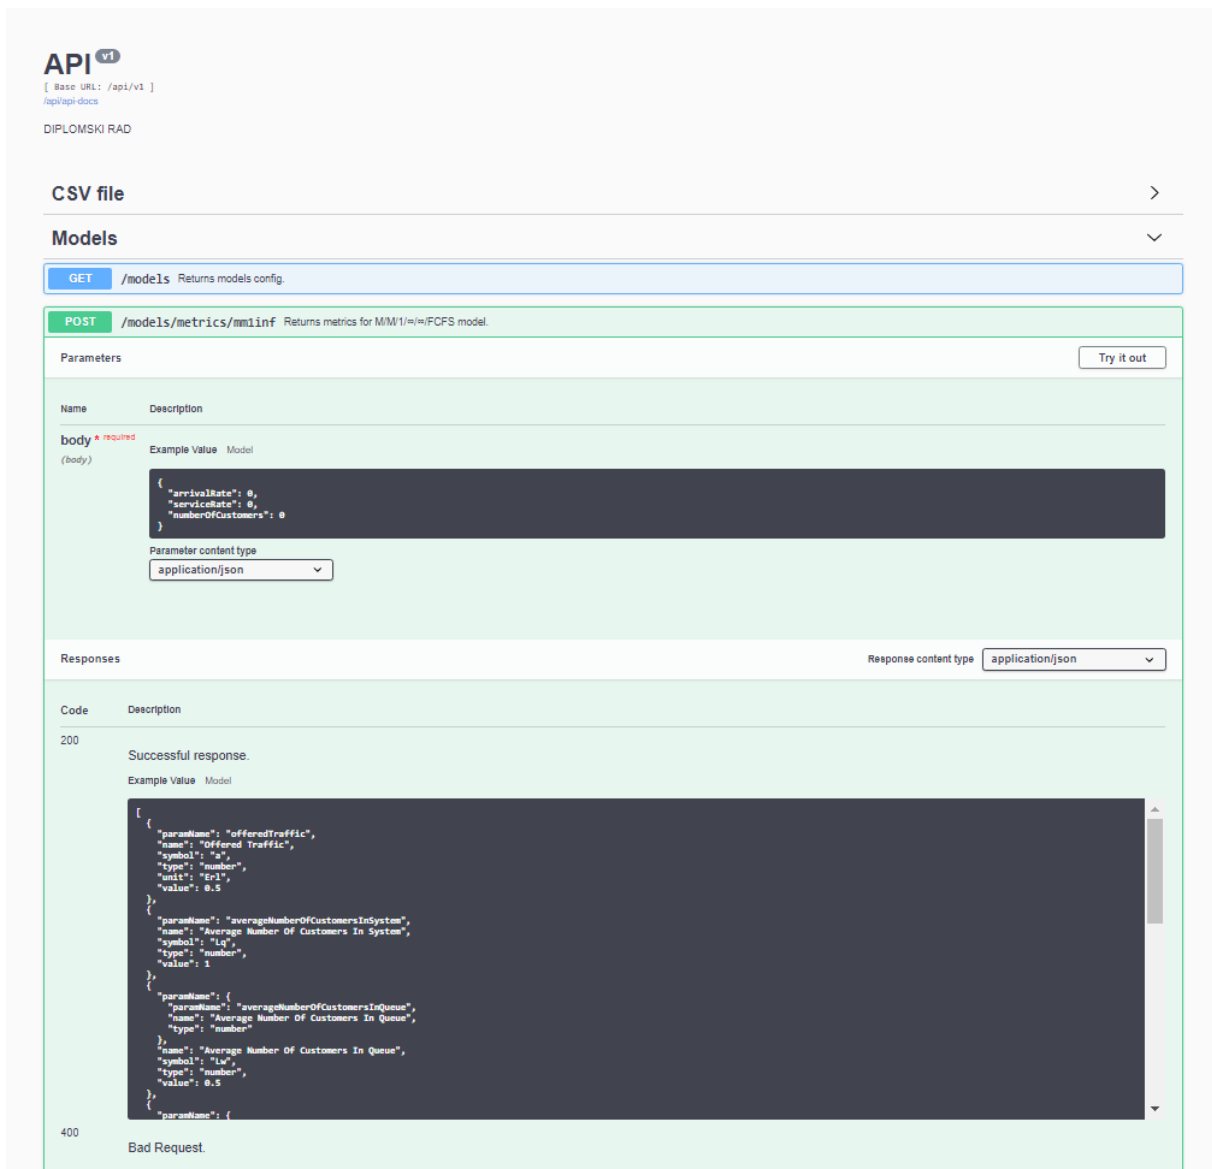 API v1
[ Base URL: /api/v1 ]
/api/api-docs
DIPLOMSKI RAD
CSV file
Models
GET /models Returns models config.
POST /models/metrics/mm1inf Returns metrics for M/M/1/∞/∞/FCFS model.
Parameters Try it out
Name Description
body * required
(body)
Example Value Model
{
"arrivalRate": 0,
"serviceRate": 0,
"numberOfCustomers": 0
}
Parameter content type
application/json
Responses Response content type application/json
Code Description
200
Successful response.
Example Value Model
[
{
"paramName": "offeredTraffic",
"name": "Offered Traffic",
"symbol": "a",
"type": "number",
"unit": "Erl",
"value": 0.5
},
{
"paramName": "averageNumberOfCustomersInSystem",
"name": "Average Number Of Customers In System",
"symbol": "Lq",
"type": "number",
"value": 1
},
{
"paramName": {
"paramName": "averageNumberOfCustomersInQueue",
"name": "Average Number Of Customers In Queue",
"type": "number"
},
"name": "Average Number Of Customers In Queue",
"symbol": "Lw",
"type": "number",
"value": 0.5
},
{
"paramName": {
400
Bad Request.